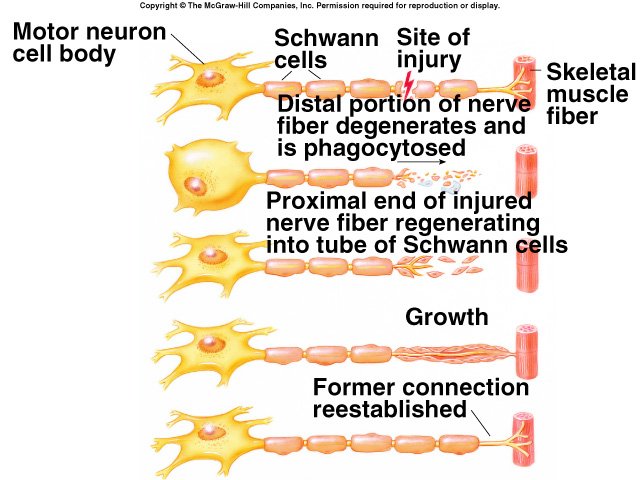 Copyright © The McGraw-Hill Companies, Inc. Permission required for reproduction or display.
Motor neuron
cell body
Schwann
cells
Site of
injury
Skeletal
muscle
fiber
Distal portion of nerve
fiber degenerates and
is phagocytosed
Proximal end of injured
nerve fiber regenerating
into tube of Schwann cells
Growth
Former connection
reestablished